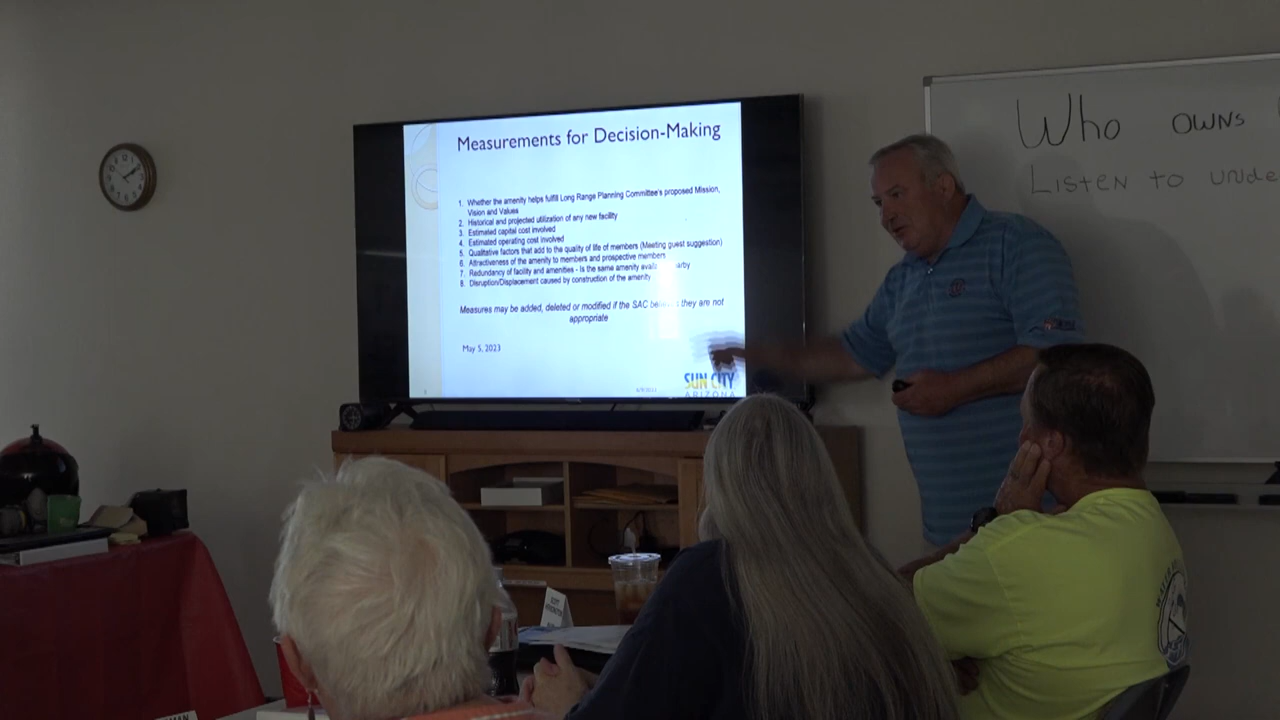 Measurements for Decision-Making
1. Whether the amenity helps fulfill Long Range Planning Committee's proposed Mission,
Vision and Values
2. Historical and projected utilization of any new facility
3. Estimated capital cost involved
4. Estimated operating cost involved
5. Qualitative factors that add to the quality of life of members (Meeting guest suggestion)
6. Attractiveness of the amenity to members and prospective members
7. Redundancy of facility and amenities - Is the same amenity
8. Disruption/Displacement caused by construction of the amenity
Measures may be added, deleted or modified if the SAC they are not
appropriate
May 5, 2023
SUN CITY
ARIZONA
Who OWNs
LisTeN To